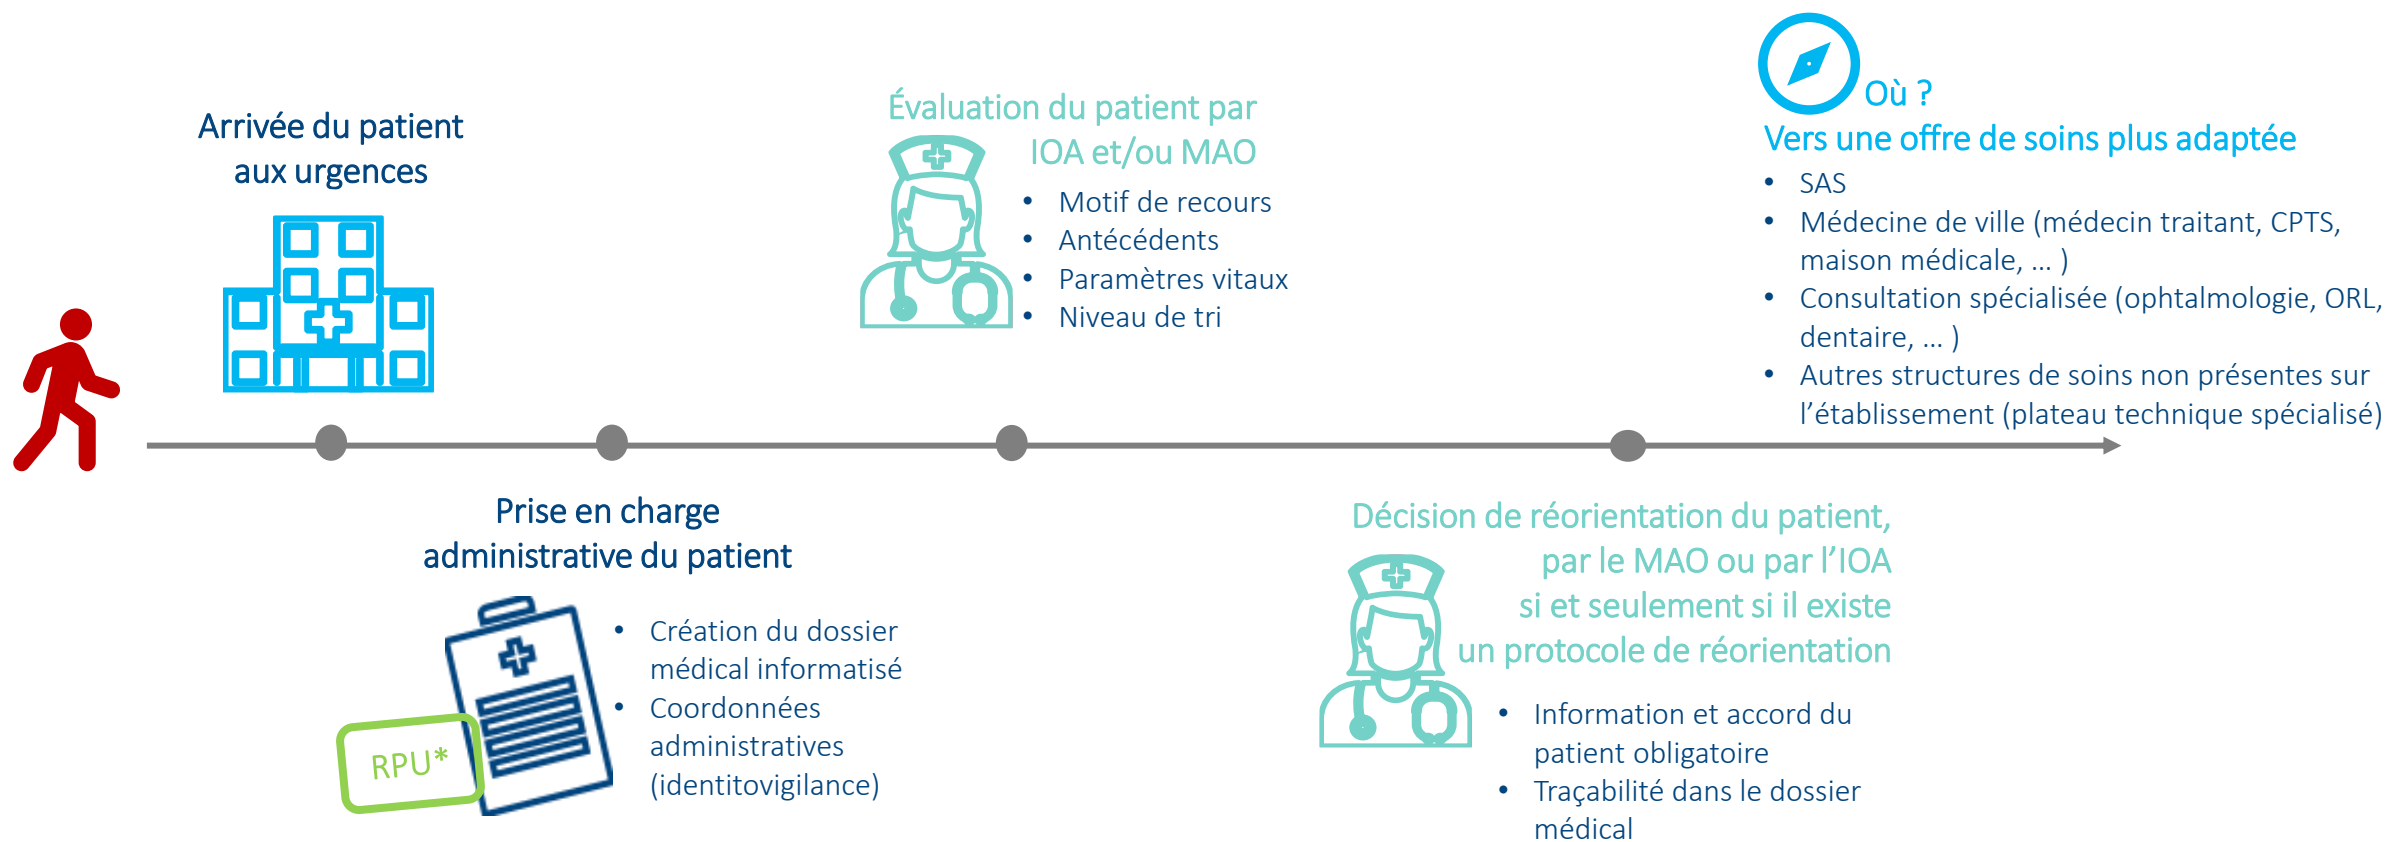 Arrivée du patient
aux urgences
Prise en charge
administrative du patient
• Création du dossier
médical informatisé
• Coordonnées
administratives
(identitovigilance)
RPU*
Évaluation du patient par
IOA et/ou MAO
• Motif de recours
• Antécédents
• Paramètres vitaux
• Niveau de tri
Décision de réorientation du patient,
par le MAO ou par l’IOA
si et seulement si il existe
un protocole de réorientation
• Information et accord du
patient obligatoire
• Traçabilité dans le dossier
médical
Où ?
Vers une offre de soins plus adaptée
• SAS
• Médecine de ville (médecin traitant, CPTS,
maison médicale, … )
• Consultation spécialisée (ophtalmologie, ORL,
dentaire, … )
• Autres structures de soins non présentes sur
l’établissement (plateau technique spécialisé)